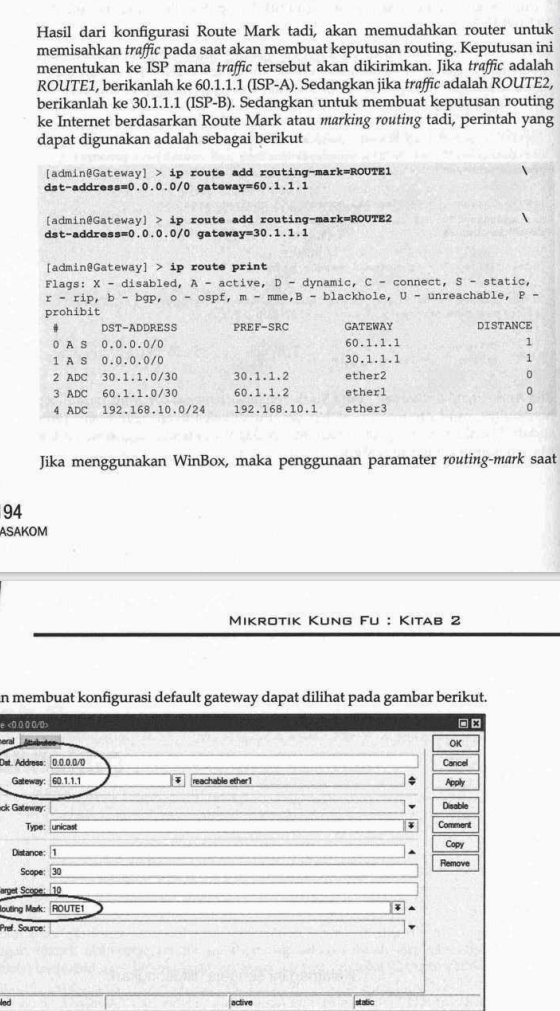 Hasil dari konfigurasi Route Mark tadi, akan memudahkan router untuk
memisahkan traffic pada saat akan membuat keputusan routing. Keputusan ini
menentukan ke ISP mana traffic tersebut akan dikirimkan. Jika traffic adalah
ROUTE1, berikanlah ke 60.1.1.1 (ISP-A). Sedangkan jika traffic adalah ROUTE2,
berikanlah ke 30.1.1.1 (ISP-B). Sedangkan untuk membuat keputusan routing
ke Internet berdasarkan Route Mark atau marking routing tadi, perintah yang
dapat digunakan adalah sebagai berikut
[admin@Gateway] > ip route add routing-mark=ROUTE1 \
dst-address=0.0.0.0/0 gateway=60.1.1.1
[admin@Gateway] > ip route add routing-mark=ROUTE2 \
dst-address=0.0.0.0/0 gateway=30.1.1.1
[admin@Gateway] > ip route print
Flags: X - disabled, A - active, D - dynamic, C - connect, S - static,
r - rip, b - bgp, o - ospf, m - mme,B - blackhole, U - unreachable, P -
prohibit
# DST-ADDRESS PREF-SRC GATEWAY DISTANCE
0 A S 0.0.0.0/0 60.1.1.1 1
1 A S 0.0.0.0/0 30.1.1.1 1
2 ADC 30.1.1.0/30 30.1.1.2 ether2 0
3 ADC 60.1.1.0/30 60.1.1.2 ether1 0
4 ADC 192.168.10.0/24 192.168.10.1 ether3 0
Jika menggunakan WinBox, maka penggunaan paramater routing-mark saat
194
ASAKOM
MIKROTIK KUNG FU : KITAB 2
n membuat konfigurasi default gateway dapat dilihat pada gambar berikut.
e <0.0.0.0/0>
eral Attributes
OK
Dst. Address: 0.0.0.0/0
Cancel
Gateway: 60.1.1.1 reachable ether1
Apply
ck Gateway:
Disable
Type: unicast
Comment
Copy
Distance: 1
Remove
Scope: 30
arget Scope: 10
outing Mark: ROUTE1
Pref. Source:
led active static